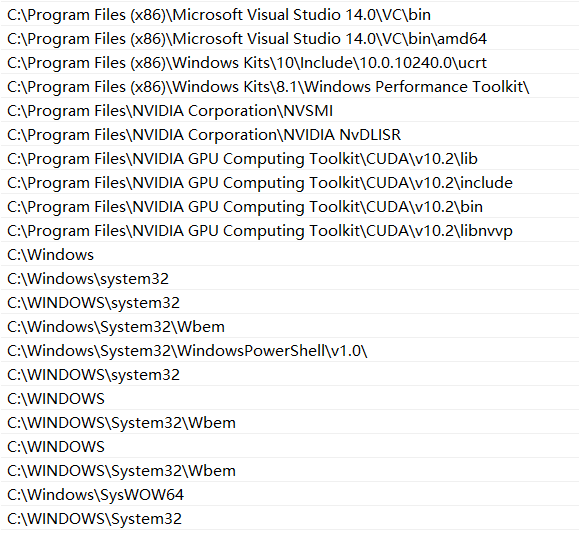 C:\Program Files (x86)\Microsoft Visual Studio 14.0\VC\bin
C:\Program Files (x86)\Microsoft Visual Studio 14.0\VC\bin\amd64
C:\Program Files (x86)\Windows Kits\10\Include\10.0.10240.0\ucrt
C:\Program Files (x86)\Windows Kits\8.1\Windows Performance Toolkit\
C:\Program Files\NVIDIA Corporation\NVSMI
C:\Program Files\NVIDIA Corporation\NVIDIA NvDLISR
C:\Program Files\NVIDIA GPU Computing Toolkit\CUDA\v10.2\lib
C:\Program Files\NVIDIA GPU Computing Toolkit\CUDA\v10.2\include
C:\Program Files\NVIDIA GPU Computing Toolkit\CUDA\v10.2\bin
C:\Program Files\NVIDIA GPU Computing Toolkit\CUDA\v10.2\libnvvp
C:\Windows
C:\Windows\system32
C:\WINDOWS\system32
C:\Windows\System32\Wbem
C:\Windows\System32\WindowsPowerShell\v1.0\
C:\WINDOWS\system32
C:\WINDOWS
C:\WINDOWS\System32\Wbem
C:\WINDOWS
C:\WINDOWS\System32\Wbem
C:\Windows\SysWOW64
C:\WINDOWS\System32